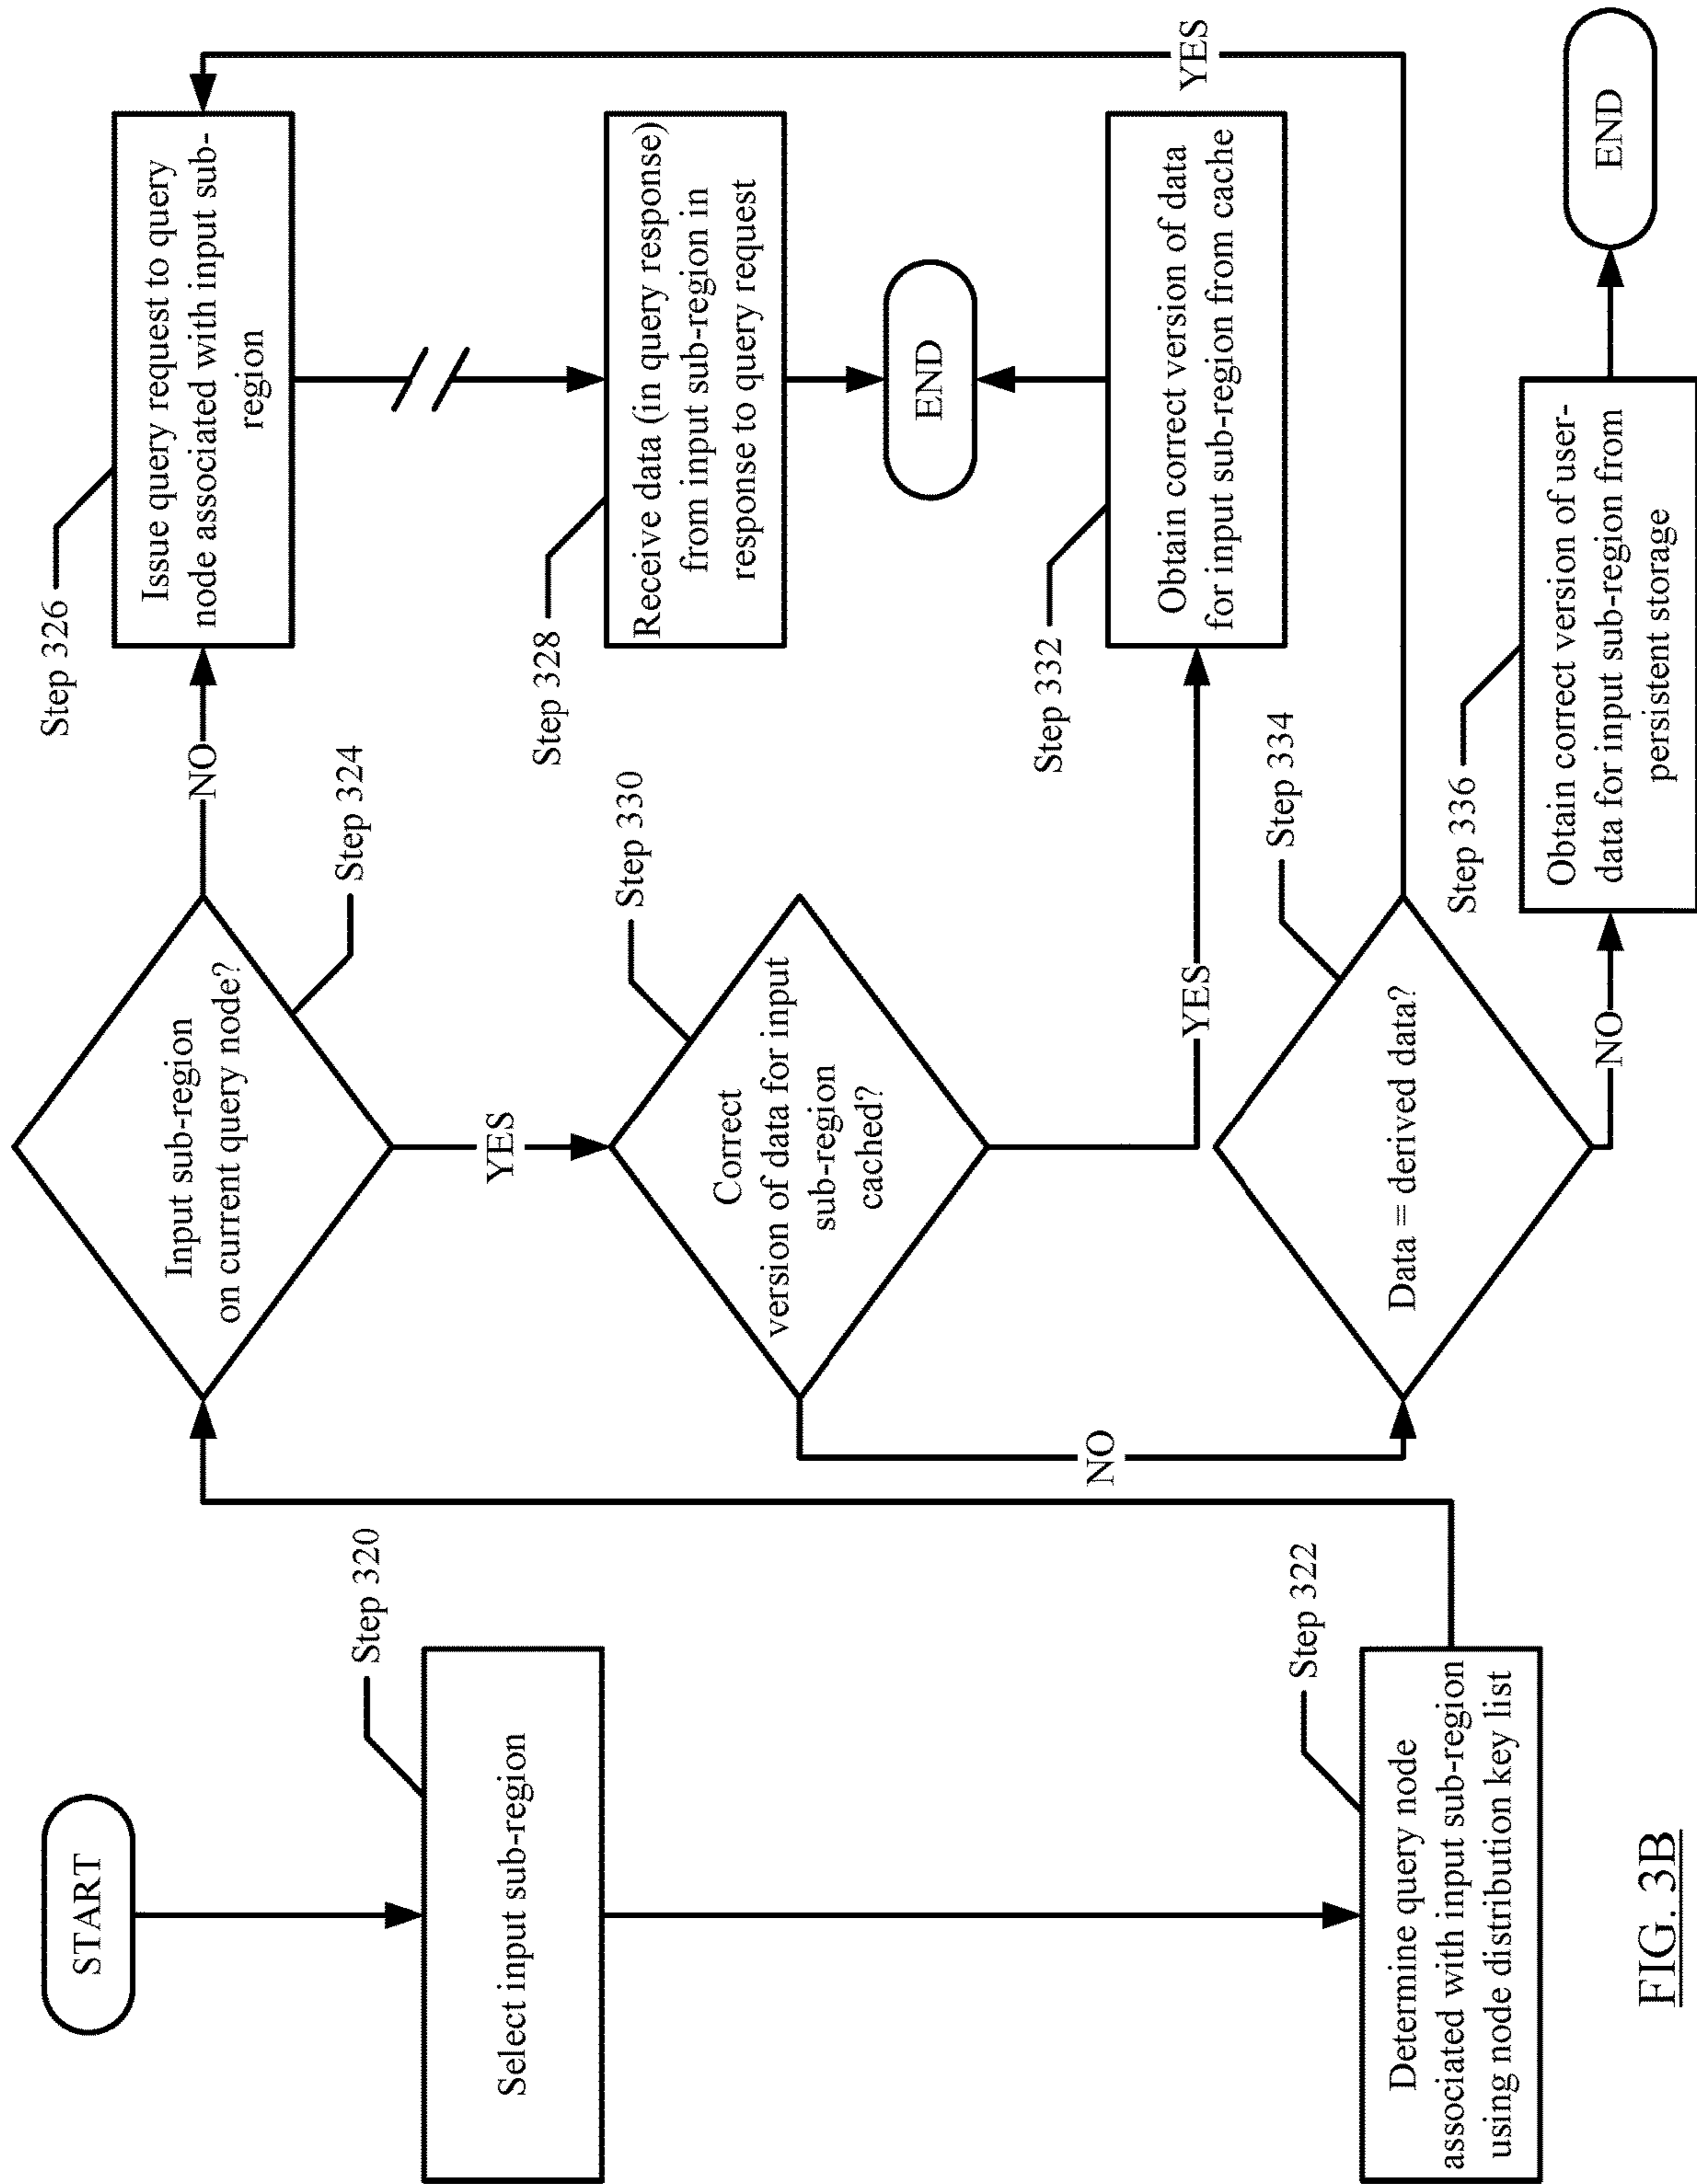 START
Step 320
Select input sub-region
Step 322
Determine query node
associated with input sub-region
using node distribution key list
Input sub-region
on current query node?
Step 324
NO
YES
Step 326
Issue query request to query
node associated with input sub-
region
Step 328
Receive data (in query response)
from input sub-region in
response to query request
END
Step 330
Correct
version of data for input
sub-region
cached?
YES
NO
Step 332
Obtain correct version of data
for input sub-region from cache
Step 334
Data = derived data?
YES
NO
Step 336
Obtain correct version of user-
data for input sub-region from
persistent storage
END
FIG. 3B